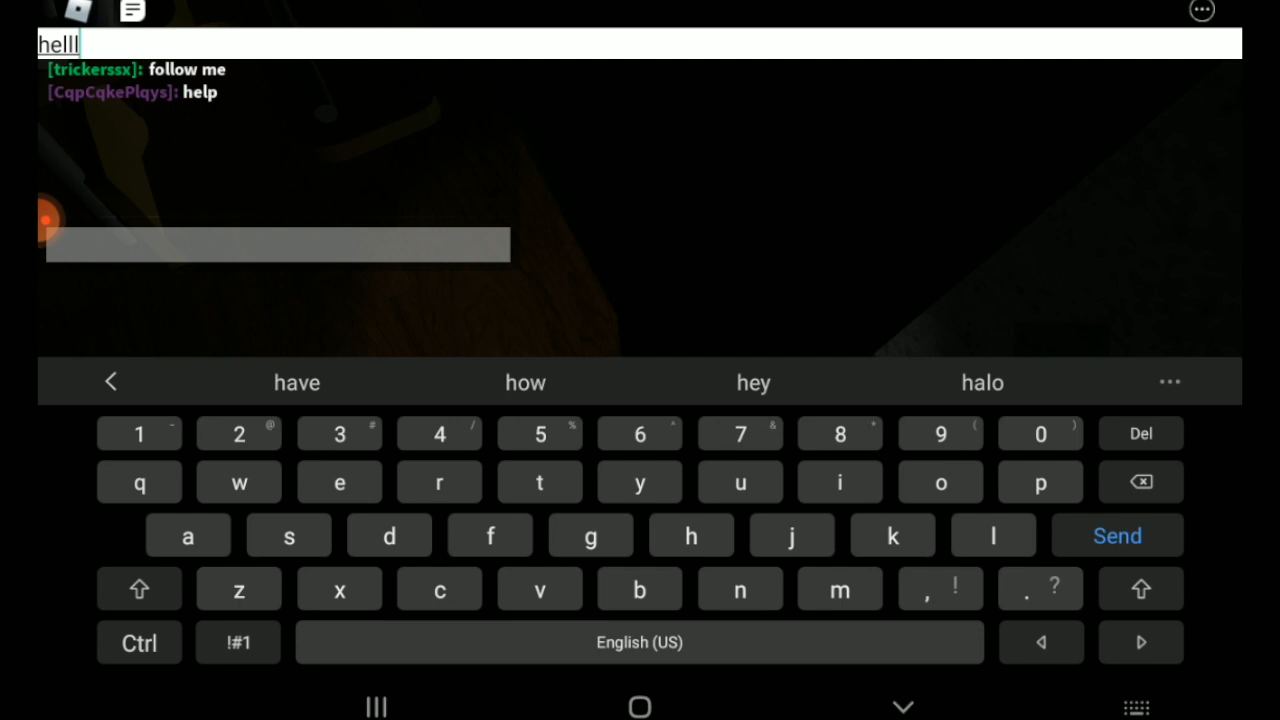 helll
[trickerssx]: follow me
[CqpCqkePlqys]: help
have how hey halo
1 - 2 @ 3 # 4 / 5 % 6 ^ 7 & 8 * 9 ( 0 ) Del
q w e r t y u i o p
a s d f g h j k l Send
z x c v b n m , ! . ?
Ctrl !#1 English (US)